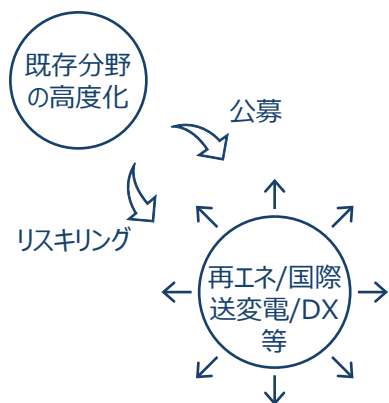 既存分野
の高度化
公募
リスキリング
再エネ/国際
送変電/DX
等